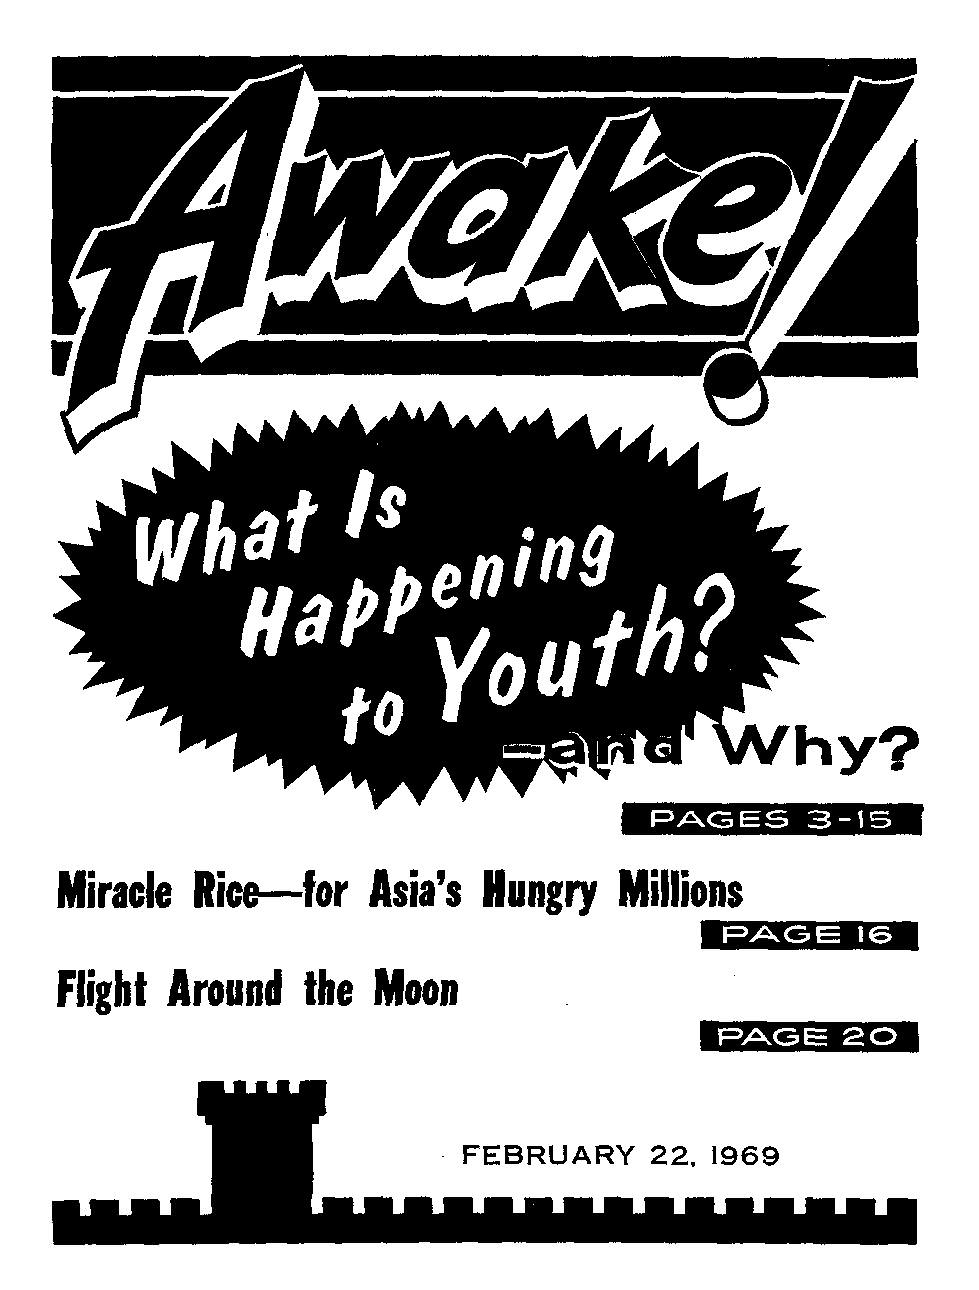 Awake!
What Is
Happening
to Youth?
—and Why?
PAGES 3-15
Miracle Rice—for Asia's Hungry Millions
PAGE 16
Flight Around the Moon
PAGE 20
FEBRUARY 22, 1969